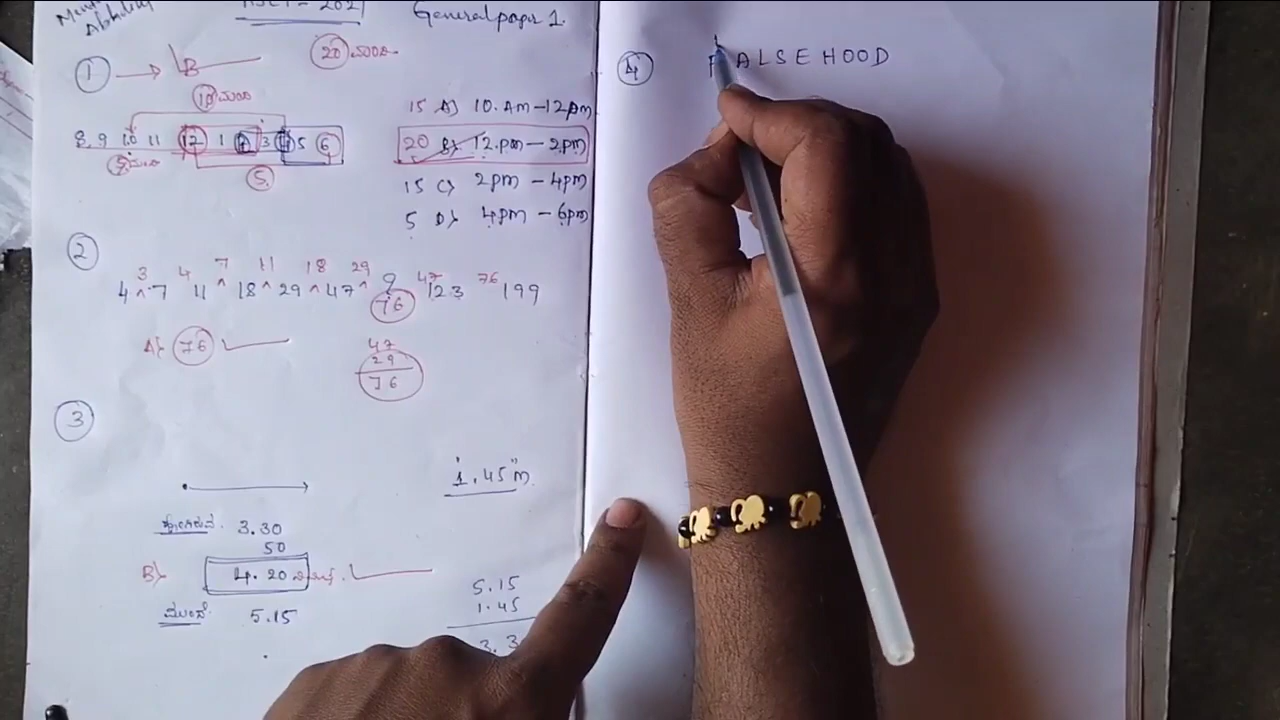 General paper 1.
1 → B
20
10
15 A) 10. AM - 12pm
8 9 10 11 12 1 2 3 4 5 6
20 B) 12.pm - 2pm
5
15 C) 2pm - 4pm
5 D) 4pm - 6pm
2
3 4 7 11 18 29 47 76
4 7 11 18 29 47 ? 123 199
76
A) 76
47
29
76
3
1.45 m.
3.30
50
B) 4.20
ಮುಂದೆ 5.15
5.15
1.45
4 FALSEHOOD